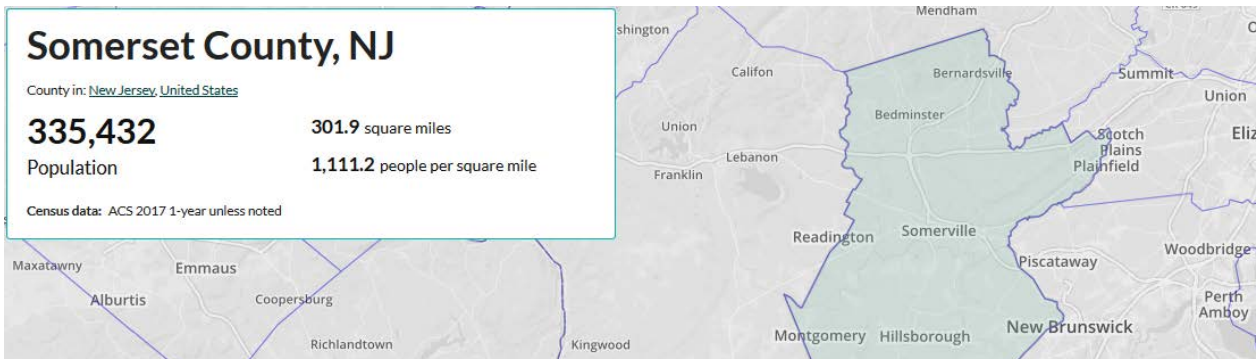 Somerset County, NJ
County in: New Jersey, United States
335,432
Population
301.9 square miles
1,111.2 people per square mile
Census data: ACS 2017 1-year unless noted
Mendham
shington
Califon
Bernardsville
Summit
Union
Bedminster
Union
Scotch
Plains
Eliz
Lebanon
Plainfield
Franklin
Readington
Somerville
Woodbridge
Piscataway
Maxatawny
Emmaus
Alburtis
Coopersburg
Perth
Amboy
Montgomery
Hillsborough
New Brunswick
Richlandtown
Kingwood